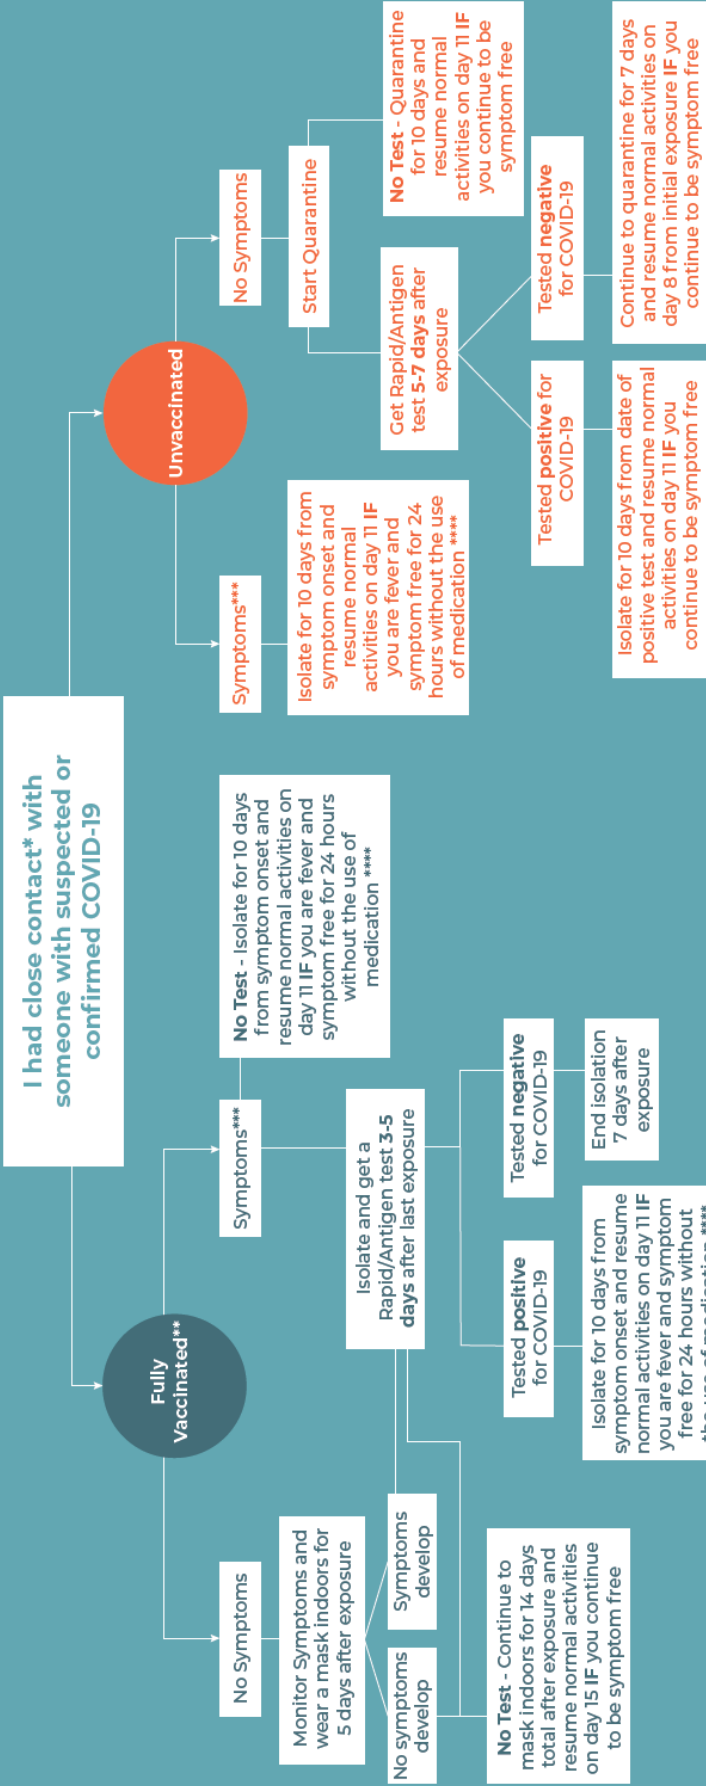 I had close contact* with
someone with suspected or
confirmed COVID-19
Fully
Vaccinated**
No Symptoms
Monitor Symptoms and
wear a mask indoors for
5 days after exposure
No symptoms
develop
Symptoms
develop
No Test - Continue to
mask indoors for 14 days
total after exposure and
resume normal activities
on day 15 IF you continue
to be symptom free
Symptoms***
No Test - Isolate for 10 days
from symptom onset and
resume normal activities on
day 11 IF you are fever and
symptom free for 24 hours
without the use of
medication ****
Isolate and get a
Rapid/Antigen test 3-5
days after last exposure
Tested positive
for COVID-19
Isolate for 10 days from
symptom onset and resume
normal activities on day 11 IF
you are fever and symptom
free for 24 hours without
the use of medication ****
Tested negative
for COVID-19
End isolation
7 days after
exposure
Unvaccinated
Symptoms***
Isolate for 10 days from
symptom onset and
resume normal
activities on day 11 IF
you are fever and
symptom free for 24
hours without the use
of medication ****
No Symptoms
Start Quarantine
Get Rapid/Antigen
test 5-7 days after
exposure
No Test - Quarantine
for 10 days and
resume normal
activities on day 11 IF
you continue to be
symptom free
Tested positive for
COVID-19
Isolate for 10 days from date of
positive test and resume normal
activities on day 11 IF you
continue to be symptom free
Tested negative
for COVID-19
Continue to quarantine for 7 days
and resume normal activities on
day 8 from initial exposure IF you
continue to be symptom free